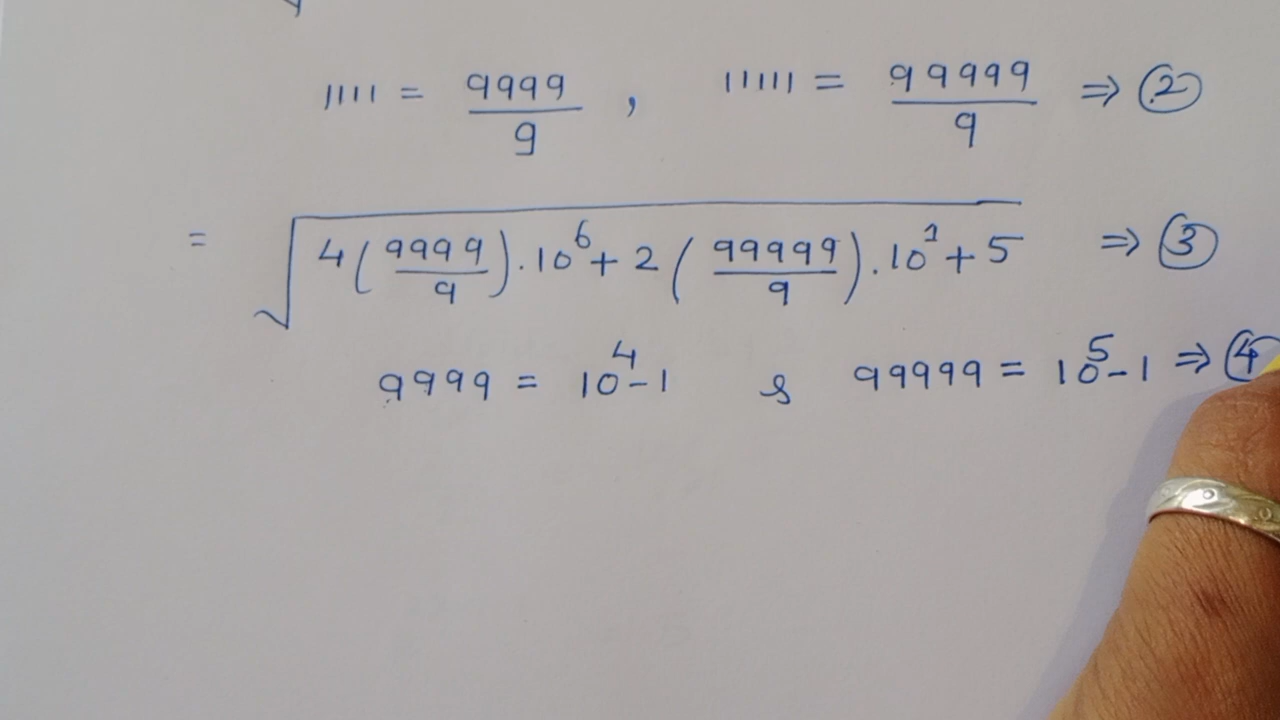 1111 = 9999/9 , 11111 = 99999/9 ⇒ ②
= √(4(9999/9).10^6 + 2(99999/9).10^1 + 5) ⇒ ③
9999 = 10^4 - 1 & 99999 = 10^5 - 1 ⇒ ④